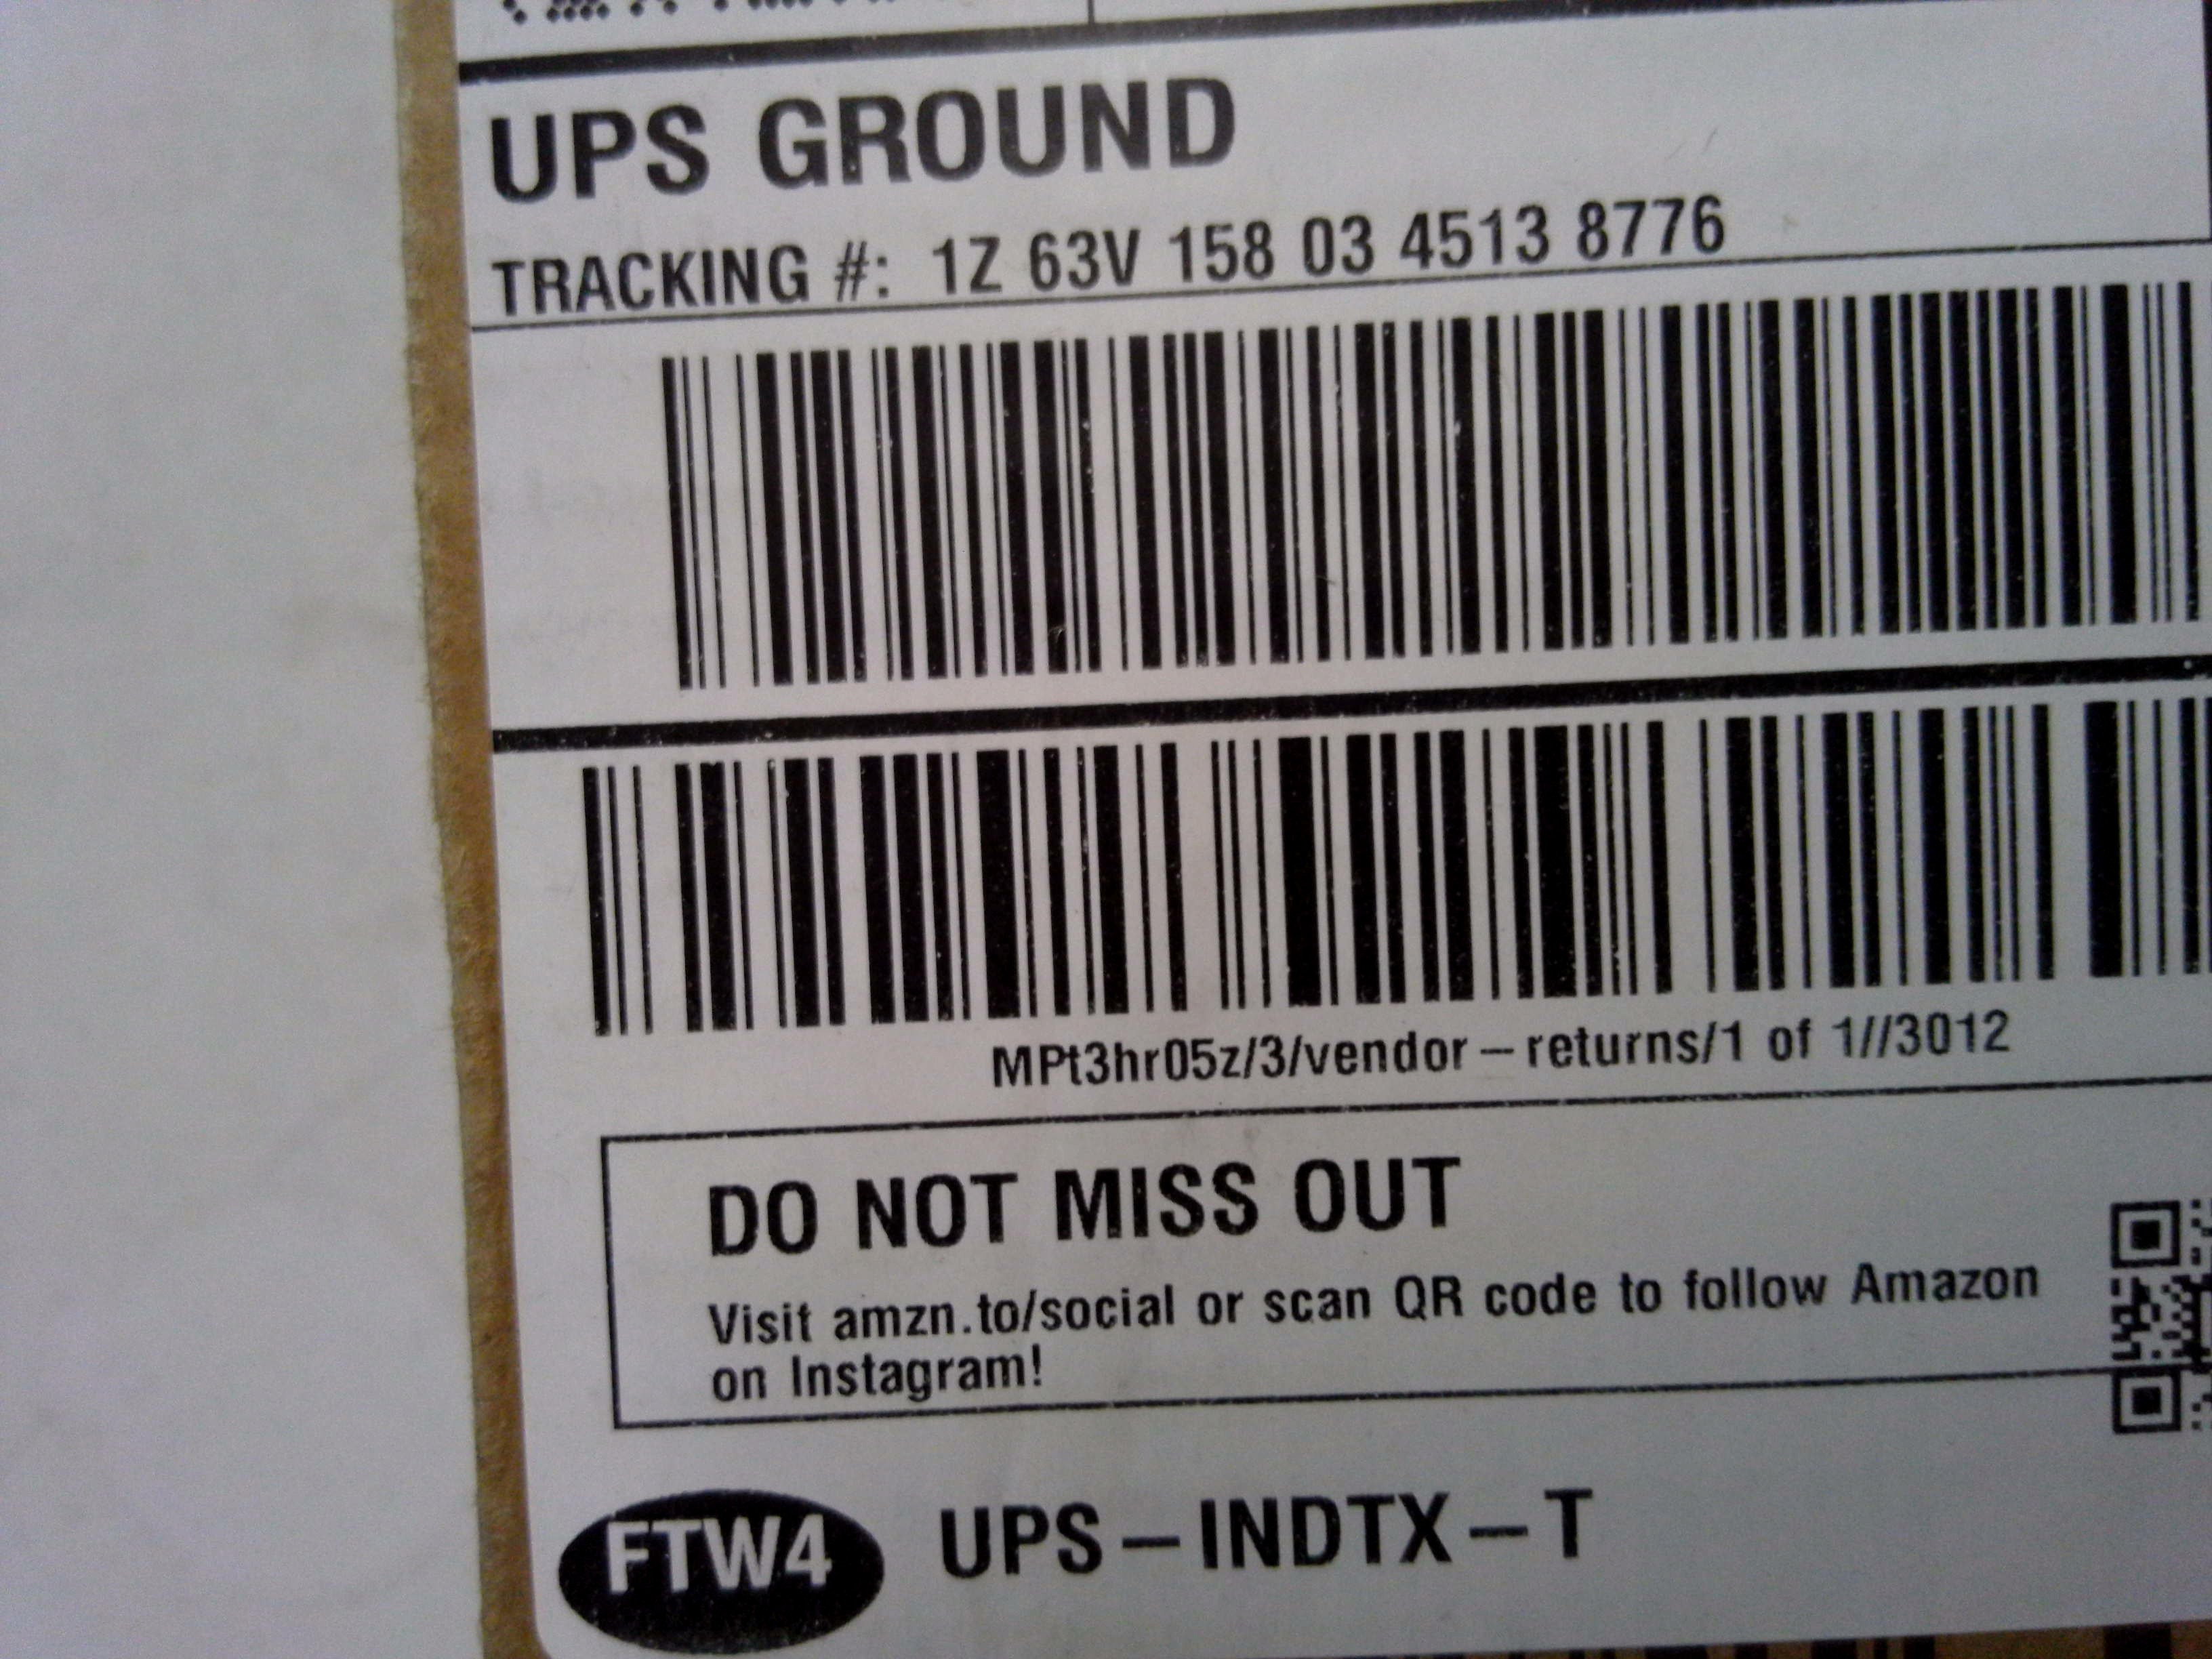 UPS GROUND
TRACKING #: 1Z 63V 158 03 4513 8776
MPt3hr05z/3/vendor-returns/1 of 1//3012
DO NOT MISS OUT
Visit amzn.to/social or scan QR code to follow Amazon
on Instagram!
FTW4 UPS-INDTX-T